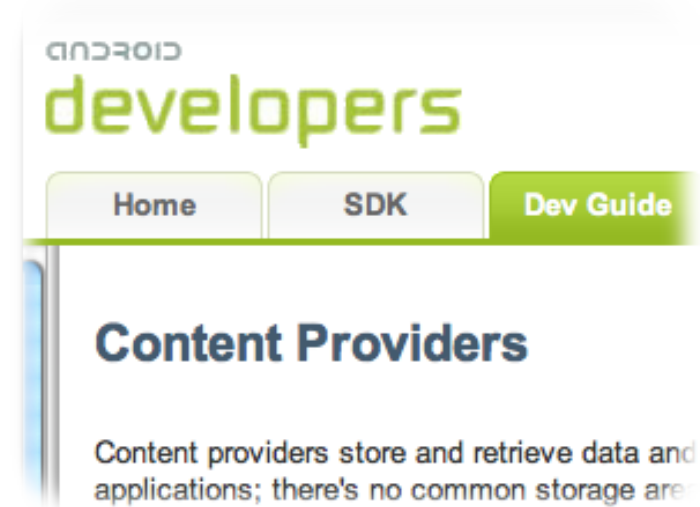 android
developers
Home SDK Dev Guide
Content Providers
Content providers store and retrieve data and
applications; there's no common storage